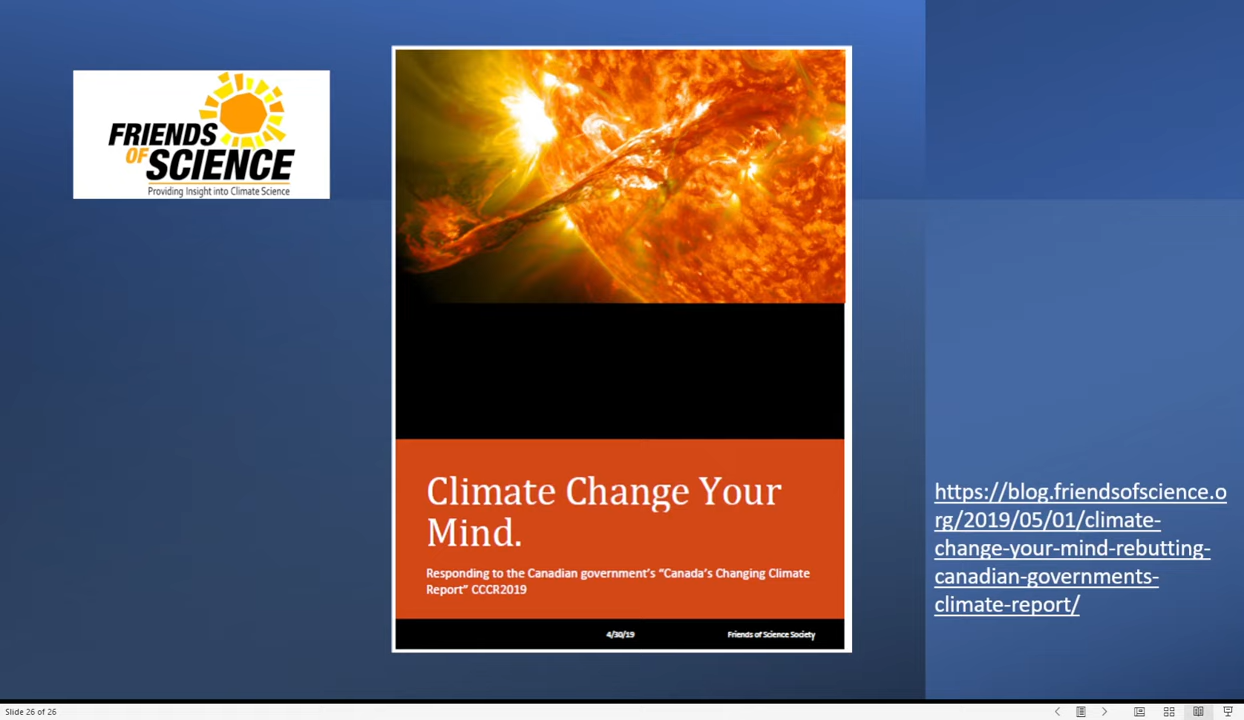 FRIENDS
OF
SCIENCE
Providing Insight into Climate Science
Climate Change Your
Mind.
Responding to the Canadian government's "Canada's Changing Climate
Report" CCCR2019
4/30/19 Friends of Science Society
https://blog.friendsofscience.o
rg/2019/05/01/climate-
change-your-mind-rebutting-
canadian-governments-
climate-report/
Slide 26 of 26